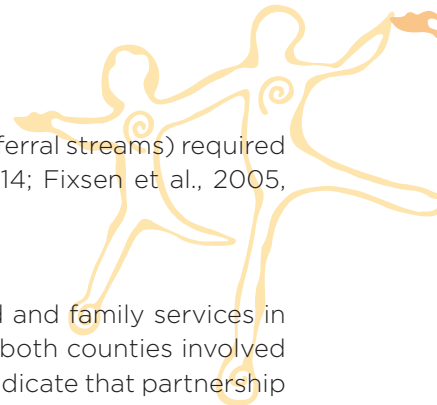 ferral streams) required
14; Fixsen et al., 2005,
d and family services in
both counties involved
dicate that partnership